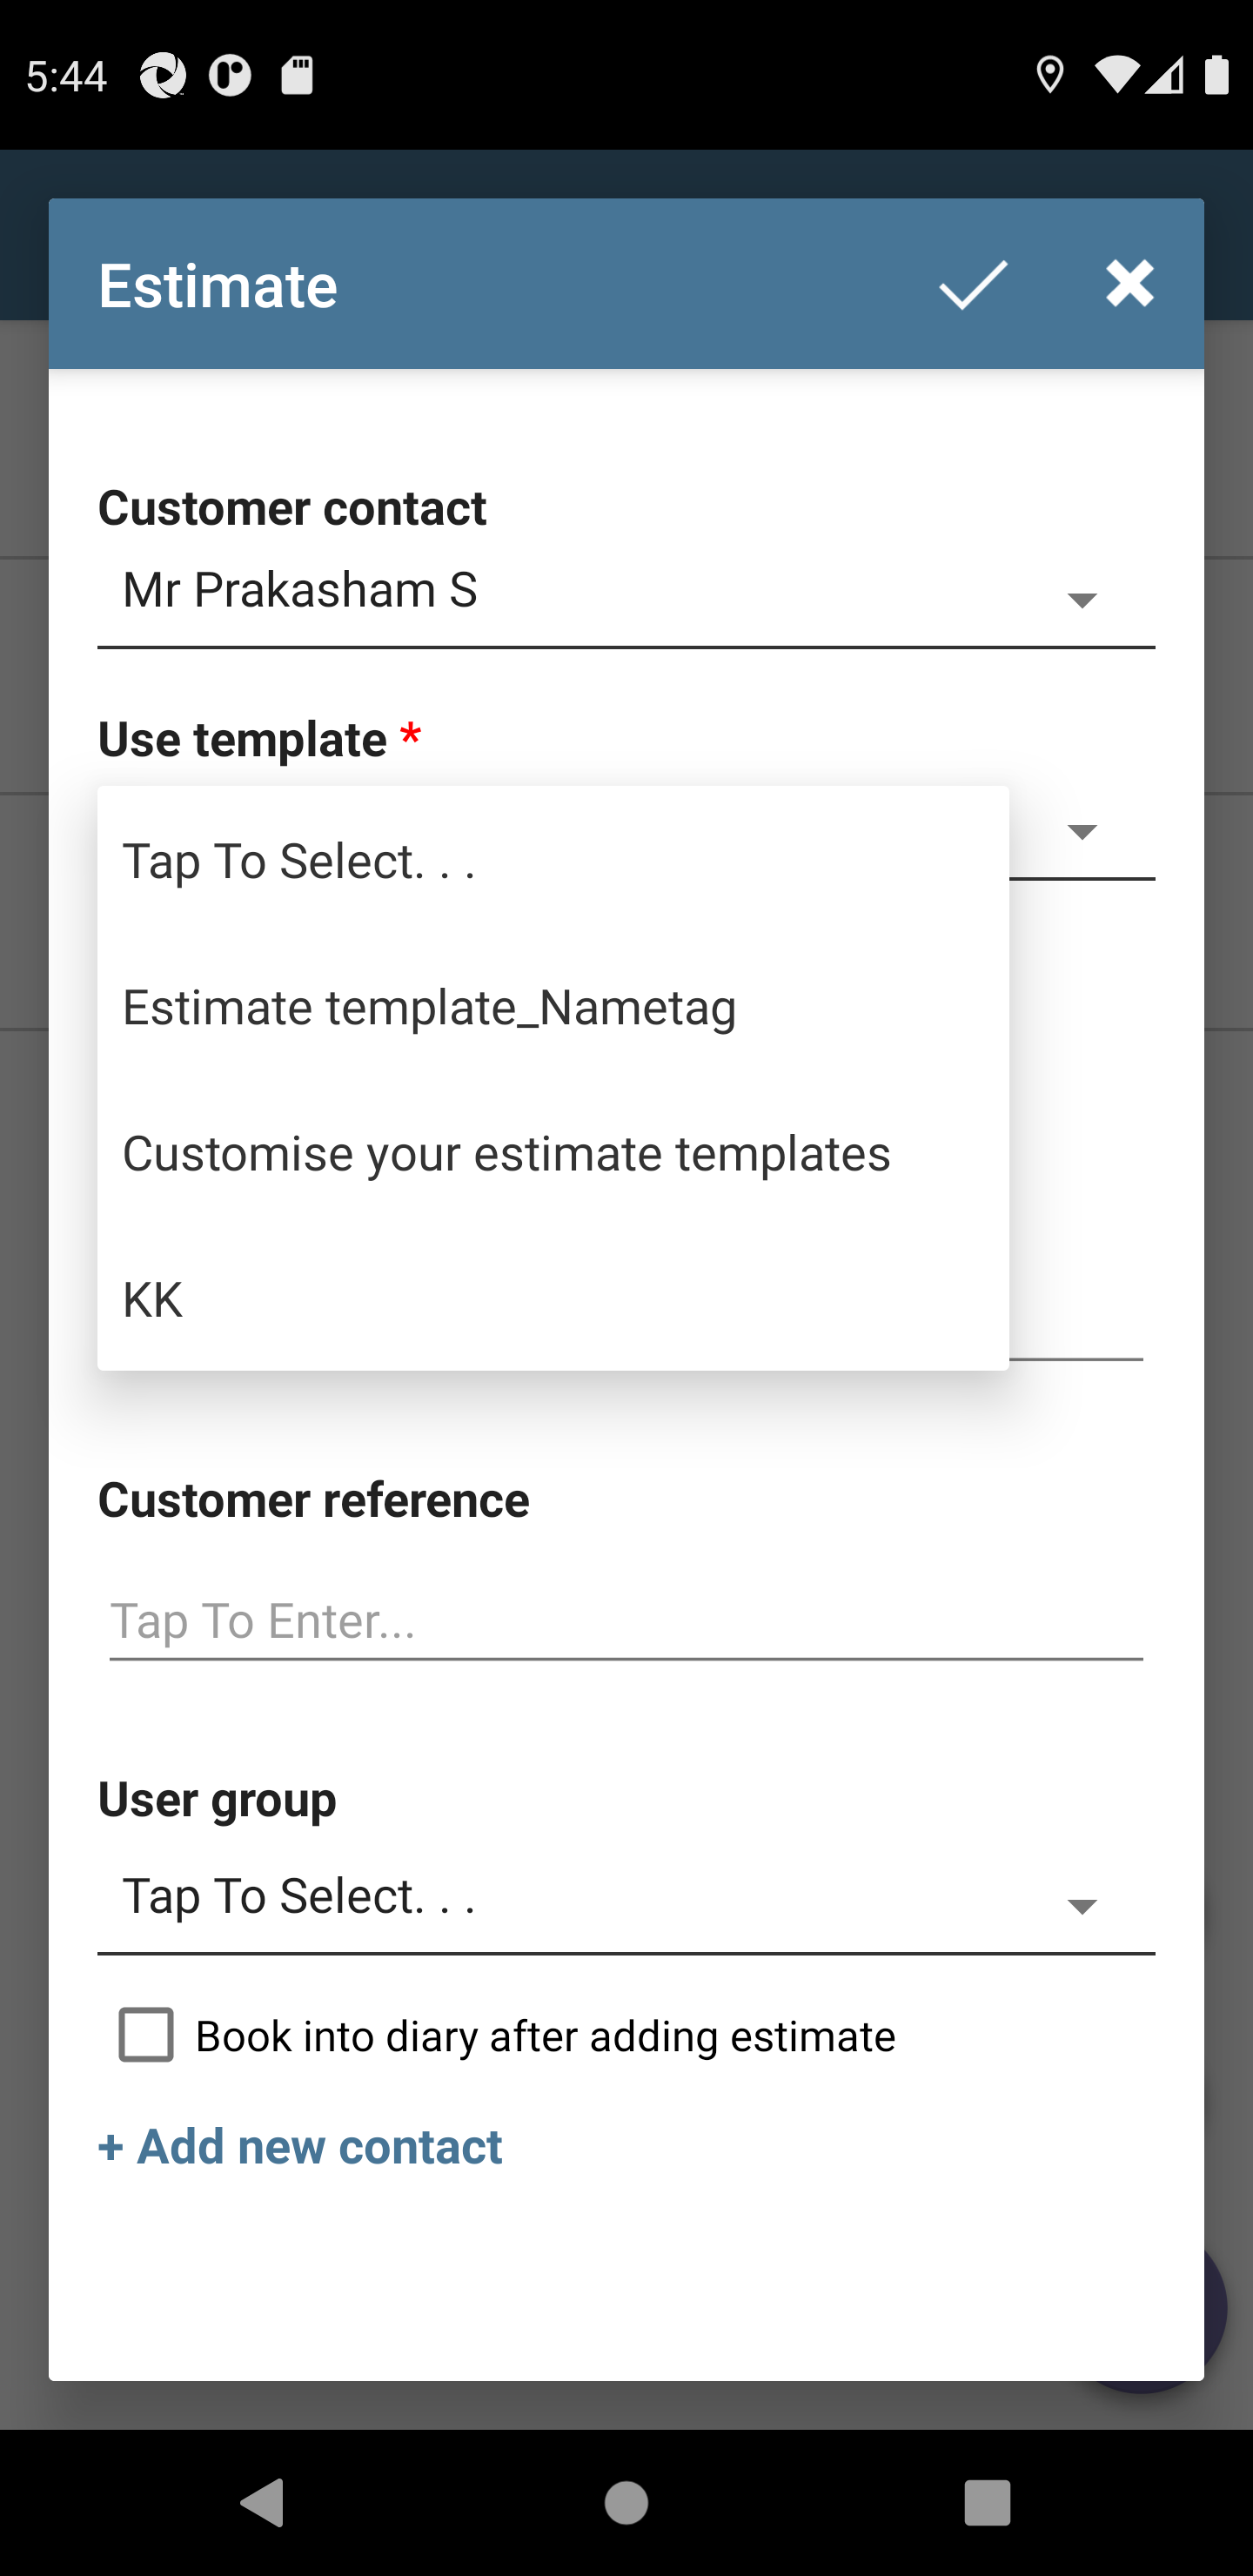 5:44
Estimate
Customer contact
Mr Prakasham S
Use template *
Tap To Select. . .
Estimate template_Nametag
Customise your estimate templates
KK
Customer reference
Tap To Enter...
User group
Tap To Select. . .
Book into diary after adding estimate
+ Add new contact